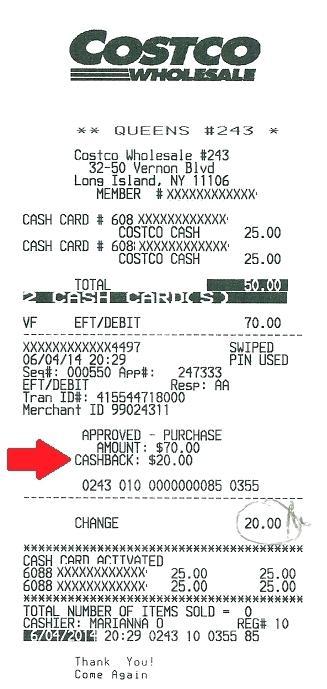 COSTCO
WHOLESALE
** QUEENS #243 *
Costco Wholesale #243
32-50 Vernon Blvd
Long Island, NY 11106
MEMBER #XXXXXXXXXXXX
CASH CARD # 608 XXXXXXXXXXXXX
COSTCO CASH 25.00
CASH CARD # 608 XXXXXXXXXXXXX
COSTCO CASH 25.00
TOTAL 50.00
2 CASH CARD(S)
VF EFT/DEBIT 70.00
XXXXXXXXXXXX4497 SWIPED
06/04/14 20:29 PIN USED
Seq#: 000550 App#: 247333
EFT/DEBIT Resp: AA
Tran ID#: 415544718000
Merchant ID 99024311
APPROVED - PURCHASE
AMOUNT: $70.00
CASHBACK: $20.00
0243 010 0000000085 0355
CHANGE 20.00
XXXXXXXXXXXXXXXXXXXXXXXXXXXXXXXXXXXXX
CASH CARD ACTIVATED
6088 XXXXXXXXXXXX 25.00 25.00
6088 XXXXXXXXXXXX 25.00 25.00
XXXXXXXXXXXXXXXXXXXXXXXXXXXXXXXXXXXXX
TOTAL NUMBER OF ITEMS SOLD = 0
CASHIER: MARIANNA O REG# 10
6/04/2014 20:29 0243 10 0355 85
Thank You!
Come Again